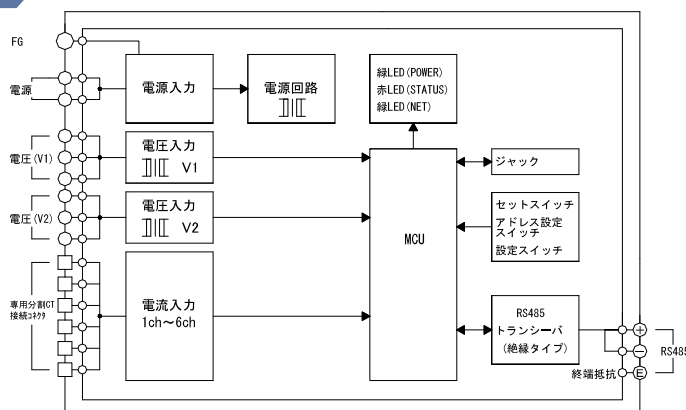 FG
電源
電圧(V1)
電圧(V2)
専用分割CT
接続コネクタ
電源入力
電源回路
電圧入力
V1
電圧入力
V2
電流入力
1ch～6ch
緑LED(POWER)
赤LED(STATUS)
緑LED(NET)
MCU
ジャック
セットスイッチ
アドレス設定
スイッチ
設定スイッチ
RS485
トランシーバ
(絶縁タイプ)
+
−
RS485
終端抵抗
E